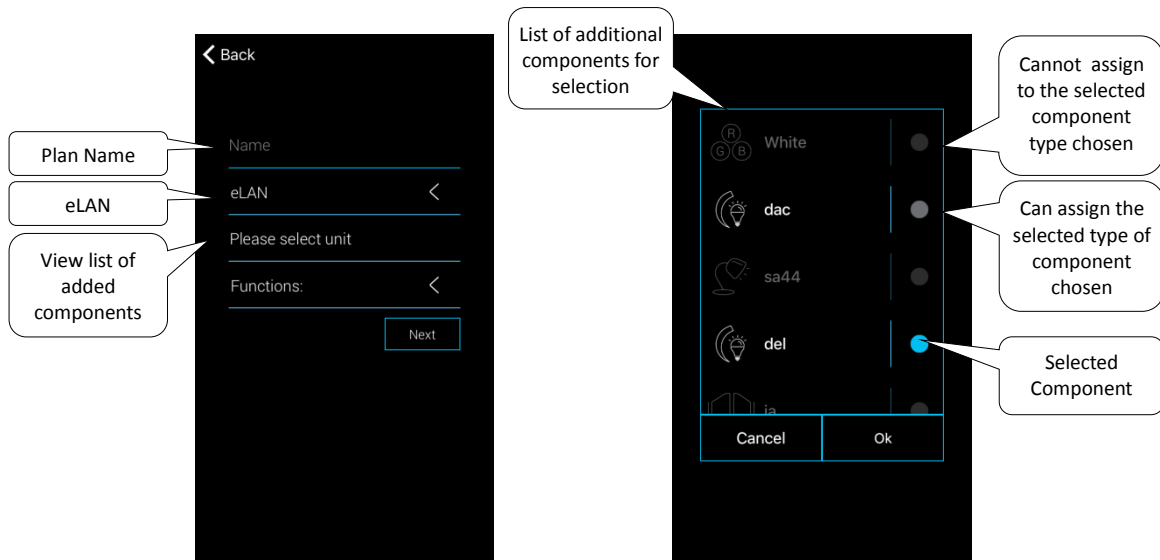 Back
Plan Name
Name
eLAN
eLAN
View list of
added
components
Please select unit
Functions:
Next
List of additional
components for
selection
R
G B
White
dac
sa44
del
ia
Cancel
Ok
Cannot assign
to the selected
component
type chosen
Can assign the
selected type of
component
chosen
Selected
Component